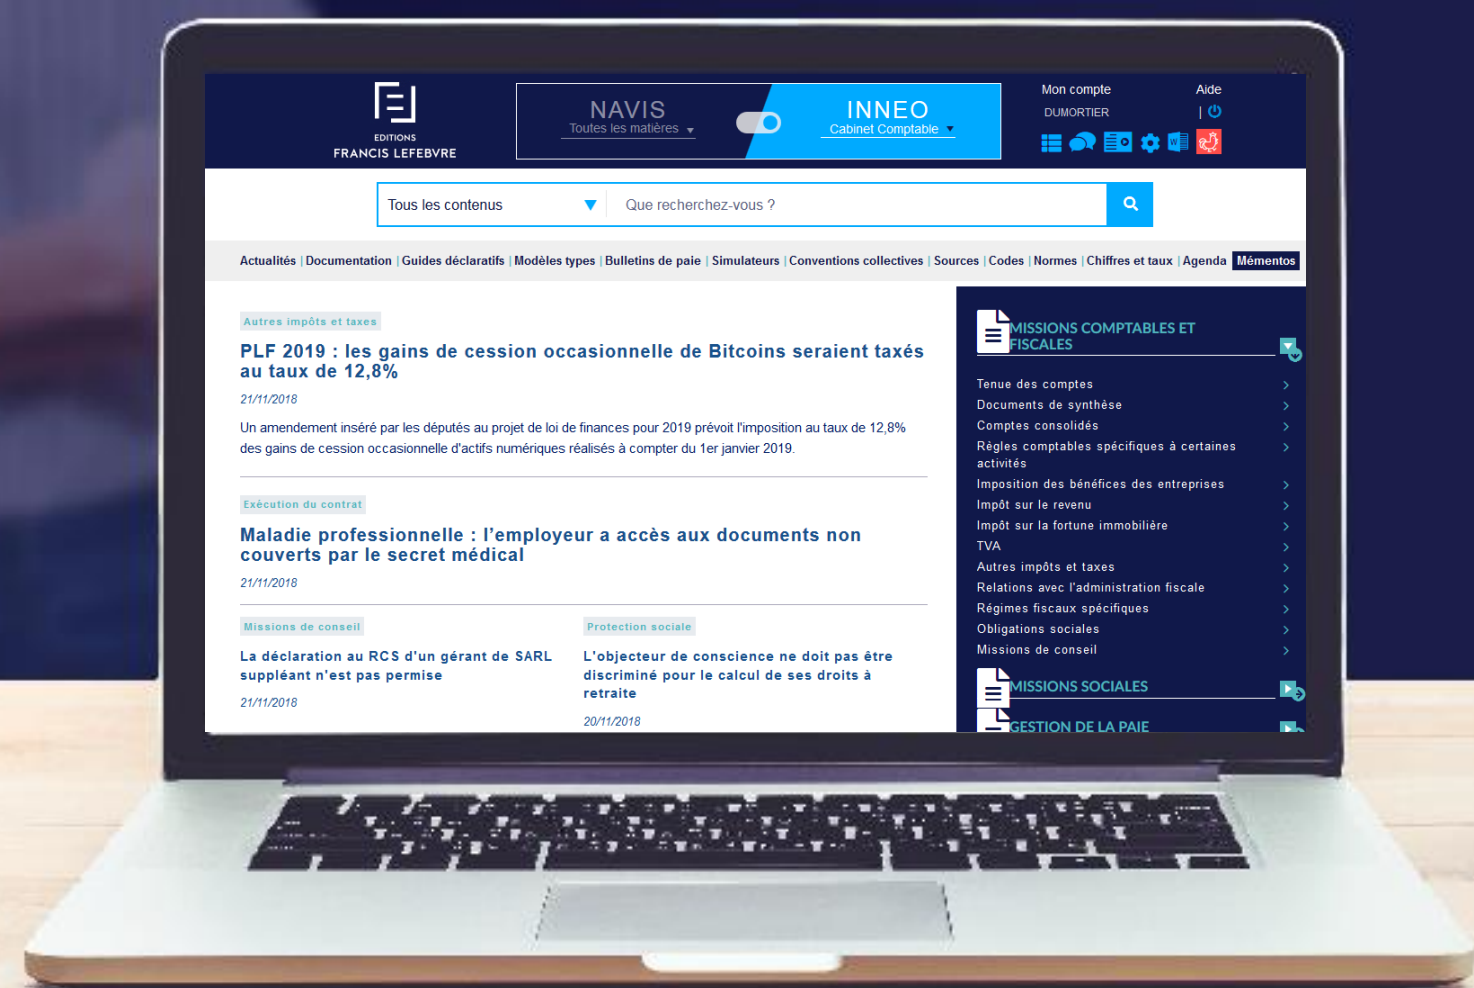 EDITIONS
FRANCIS LEFEBVRE
NAVIS
Toutes les matières
INNEO
Cabinet Comptable
Mon compte
Aide
DUMORTIER
|
W
Tous les contenus
Que recherchez-vous ?
Actualités | Documentation | Guides déclaratifs | Modèles types | Bulletins de paie | Simulateurs | Conventions collectives | Sources | Codes | Normes | Chiffres et taux | Agenda Mémentos
Autres impôts et taxes
PLF 2019 : les gains de cession occasionnelle de Bitcoins seraient taxés
au taux de 12,8%
21/11/2018
Un amendement inséré par les députés au projet de loi de finances pour 2019 prévoit l'imposition au taux de 12,8%
des gains de cession occasionnelle d'actifs numériques réalisés à compter du 1er janvier 2019.
Exécution du contrat
Maladie professionnelle : l’employeur a accès aux documents non
couverts par le secret médical
21/11/2018
Missions de conseil
La déclaration au RCS d'un gérant de SARL
suppléant n'est pas permise
21/11/2018
Protection sociale
L'objecteur de conscience ne doit pas être
discriminé pour le calcul de ses droits à
retraite
20/11/2018
MISSIONS COMPTABLES ET
FISCALES
Tenue des comptes
Documents de synthèse
Comptes consolidés
Règles comptables spécifiques à certaines
activités
Imposition des bénéfices des entreprises
Impôt sur le revenu
Impôt sur la fortune immobilière
TVA
Autres impôts et taxes
Relations avec l'administration fiscale
Régimes fiscaux spécifiques
Obligations sociales
Missions de conseil
MISSIONS SOCIALES
GESTION DE LA PAIE